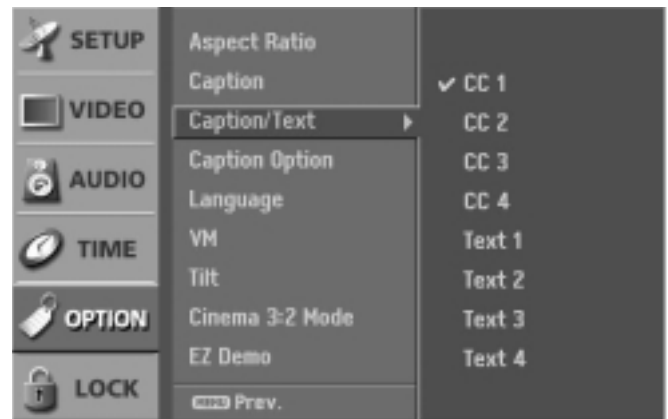 SETUP
VIDEO
AUDIO
TIME
OPTION
LOCK
Aspect Ratio
Caption
Caption/Text
Caption Option
Language
VM
Tilt
Cinema 3:2 Mode
EZ Demo
MENU Prev.
CC 1
CC 2
CC 3
CC 4
Text 1
Text 2
Text 3
Text 4